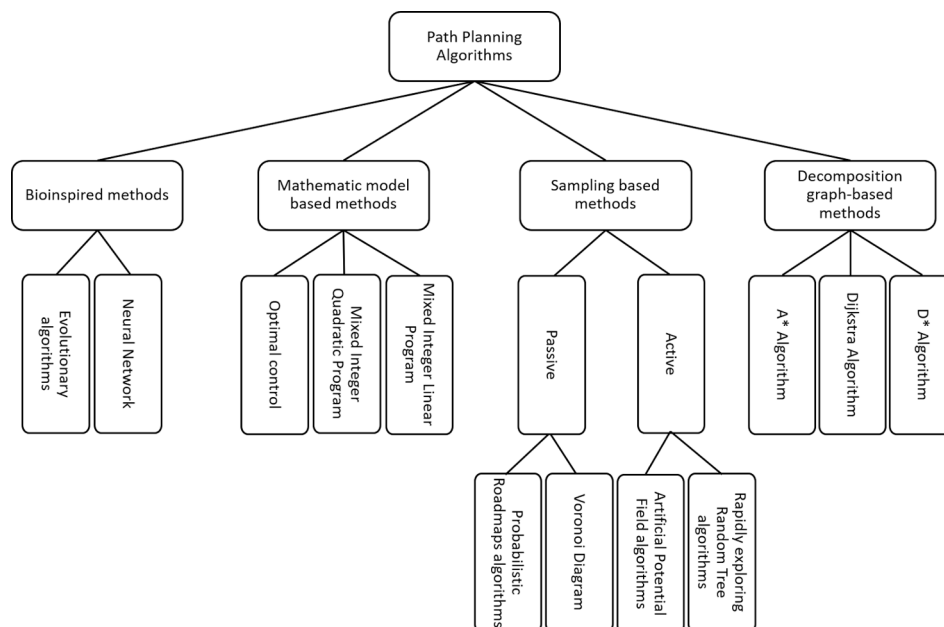 Path Planning
Algorithms
Bioinspired methods
Mathematic model
based methods
Sampling based
methods
Decomposition
graph-based
methods
Evolutionary
algorithms
Neural Network
Optimal control
Mixed Integer
Quadratic Program
Mixed Integer Linear
Program
Passive
Active
A* Algorithm
Dijkstra Algorithm
D* Algorithm
Probabilistic
Roadmaps algorithms
Voronoi Diagram
Artificial Potential
Field algorithms
Rapidly exploring
Random Tree
algorithms